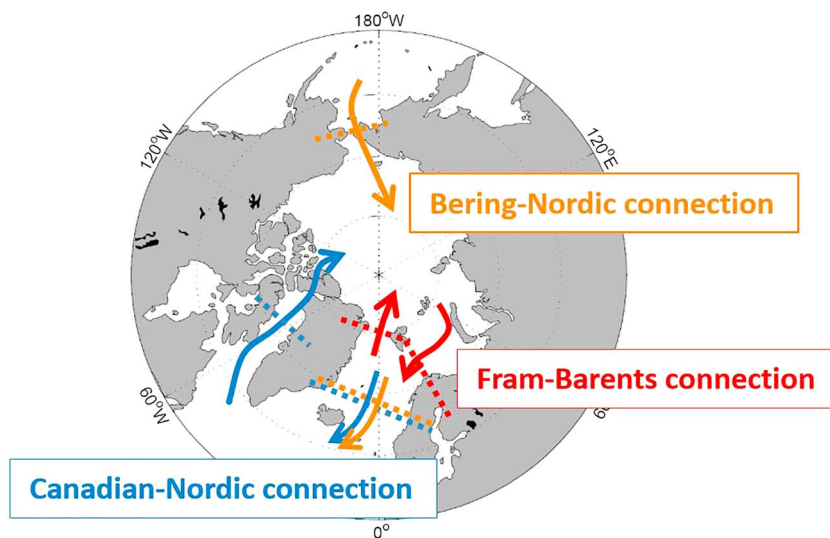 180°W
120°W
120°E
Bering-Nordic connection
Fram-Barents connection
60°W
Canadian-Nordic connection
0°